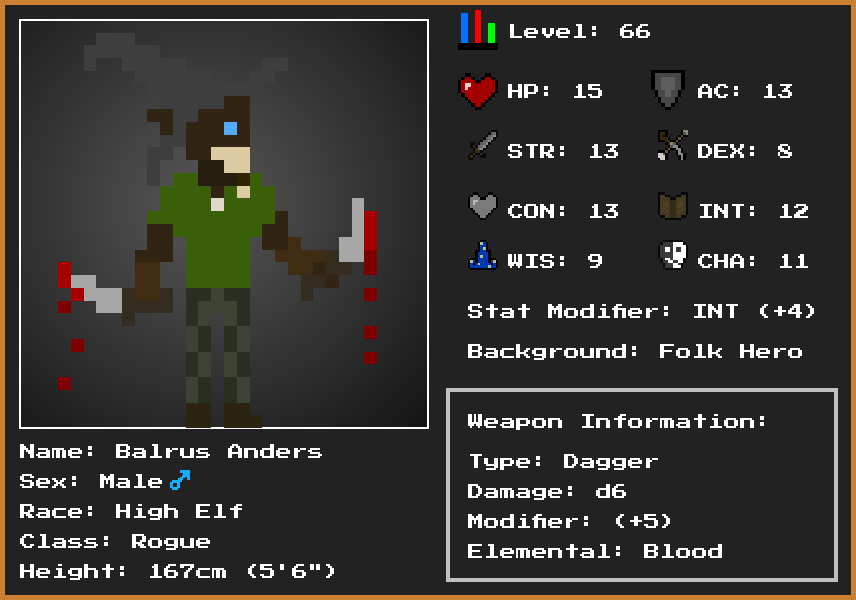 Level: 66
HP: 15
AC: 13
STR: 13
DEX: 8
CON: 13
INT: 12
WIS: 9
CHA: 11
Stat Modifier: INT (+4)
Background: Folk Hero
Weapon Information:
Type: Dagger
Damage: d6
Modifier: (+5)
Elemental: Blood
Name: Balrus Anders
Sex: Male♂
Race: High Elf
Class: Rogue
Height: 167cm (5'6")